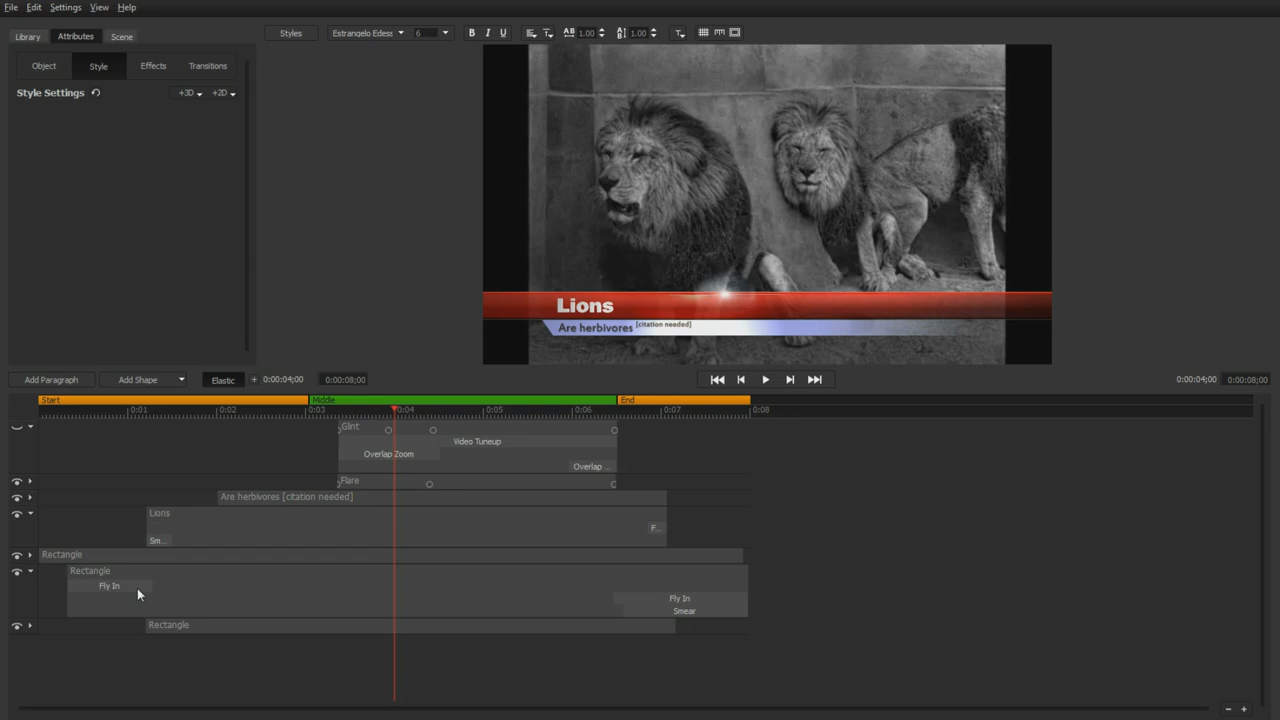 File Edit Settings View Help
Library Attributes Scene
Styles Estrangelo Edess 6 B I U AB 1.00 1.00 T
Object Style Effects Transitions
Style Settings +3D +2D
Lions
Are herbivores [citation needed]
Add Paragraph Add Shape Elastic + 0:00:04;00 0:00:08;00 0:00:04;00 0:00:08;00
Start Middle End
0:01 0:02 0:03 0:04 0:05 0:06 0:07 0:08
Glint
Video Tuneup
Overlap Zoom
Overlap ...
Flare
Are herbivores [citation needed]
Lions
F...
Sm...
Rectangle
Rectangle
Fly In
Fly In
Smear
Rectangle